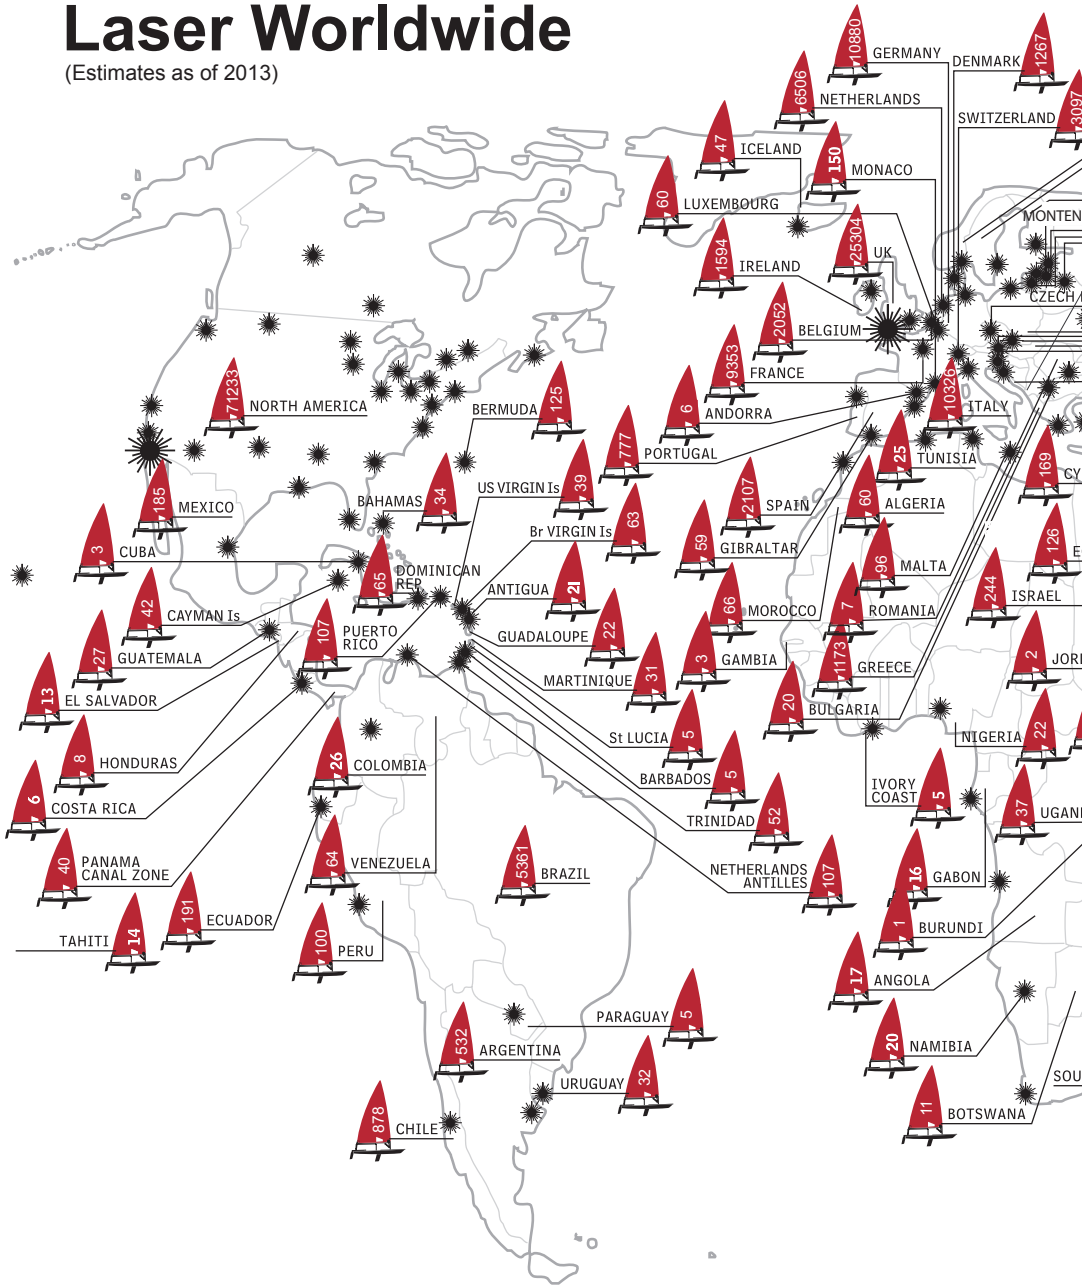 Laser Worldwide
(Estimates as of 2013)
10880
GERMANY
1267
DENMARK
6506
NETHERLANDS
3097
SWITZERLAND
47
ICELAND
150
MONACO
60
LUXEMBOURG
MONTEN
25304
UK
1594
IRELAND
CZECH
2052
BELGIUM
9353
FRANCE
71233
NORTH AMERICA
125
BERMUDA
6
ANDORRA
10326
ITALY
777
PORTUGAL
25
TUNISIA
169
CY
185
MEXICO
34
BAHAMAS
39
US VIRGIN Is
2107
SPAIN
60
ALGERIA
3
CUBA
63
Br VIRGIN Is
59
GIBRALTAR
126
E
96
MALTA
65
DOMINICAN
REP
21
ANTIGUA
244
ISRAEL
42
CAYMAN Is
66
MOROCCO
7
ROMANIA
107
PUERTO
RICO
22
GUADALOUPE
27
GUATEMALA
31
MARTINIQUE
3
GAMBIA
1173
GREECE
2
JOR
13
EL SALVADOR
20
BULGARIA
5
St LUCIA
22
NIGERIA
8
HONDURAS
26
COLOMBIA
5
BARBADOS
5
IVORY
COAST
6
COSTA RICA
52
TRINIDAD
37
UGAN
40
PANAMA
CANAL ZONE
64
VENEZUELA
5361
BRAZIL
107
NETHERLANDS
ANTILLES
16
GABON
191
ECUADOR
1
BURUNDI
14
TAHITI
100
PERU
17
ANGOLA
5
PARAGUAY
532
ARGENTINA
20
NAMIBIA
32
URUGUAY
SOU
878
CHILE
11
BOTSWANA